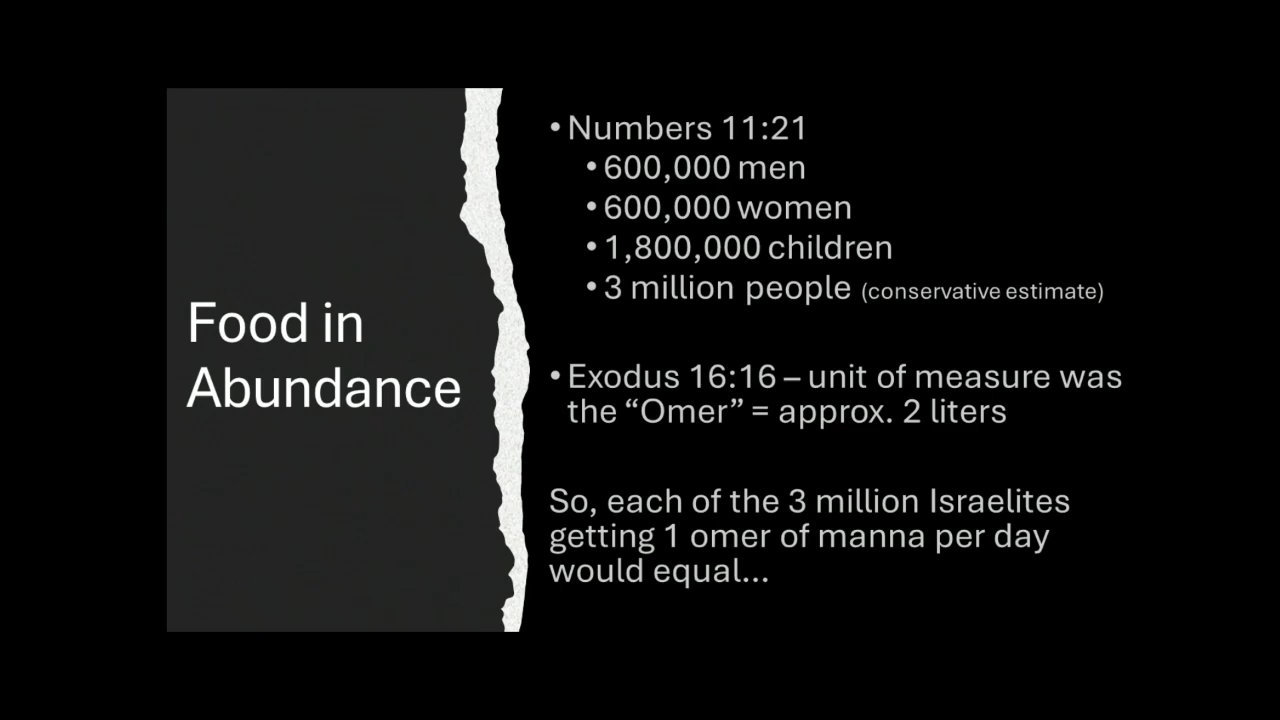 Food in
Abundance
• Numbers 11:21
• 600,000 men
• 600,000 women
• 1,800,000 children
• 3 million people (conservative estimate)
• Exodus 16:16 – unit of measure was
the “Omer” = approx. 2 liters
So, each of the 3 million Israelites
getting 1 omer of manna per day
would equal…